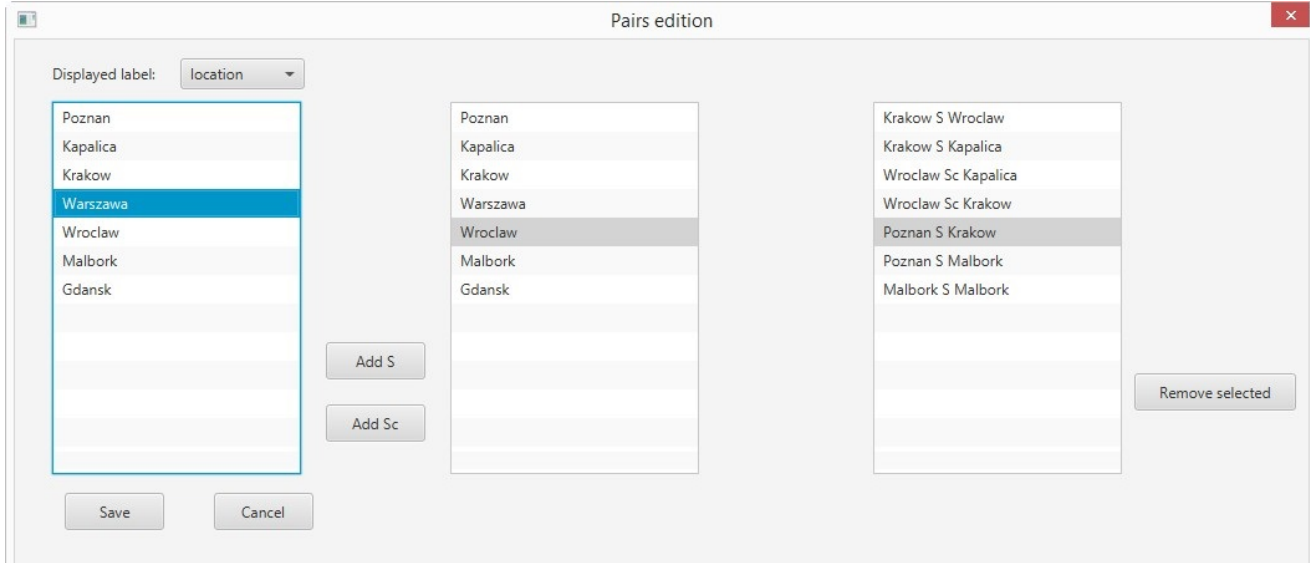 Pairs edition
Displayed label: location
Poznan
Kapalica
Krakow
Warszawa
Wroclaw
Malbork
Gdansk
Add S
Add Sc
Poznan
Kapalica
Krakow
Warszawa
Wroclaw
Malbork
Gdansk
Krakow S Wroclaw
Krakow S Kapalica
Wroclaw Sc Kapalica
Wroclaw Sc Krakow
Poznan S Krakow
Poznan S Malbork
Malbork S Malbork
Remove selected
Save Cancel